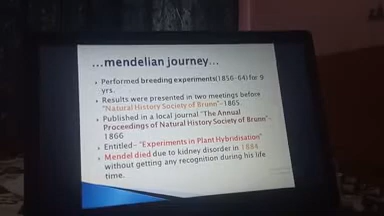 ...mendelian journey...
Performed breeding experiments(1856-64) for 9
yrs.
Results were presented in two meetings before
"Natural History Society of Brunn"-1865.
Published in a local journal "The Annual
Proceedings of Natural History Society of Brunn"-
1866
Entitled- "Experiments in Plant Hybridisation"
Mendel died due to kidney disorder in 1884
without getting any recognition during his life
time.